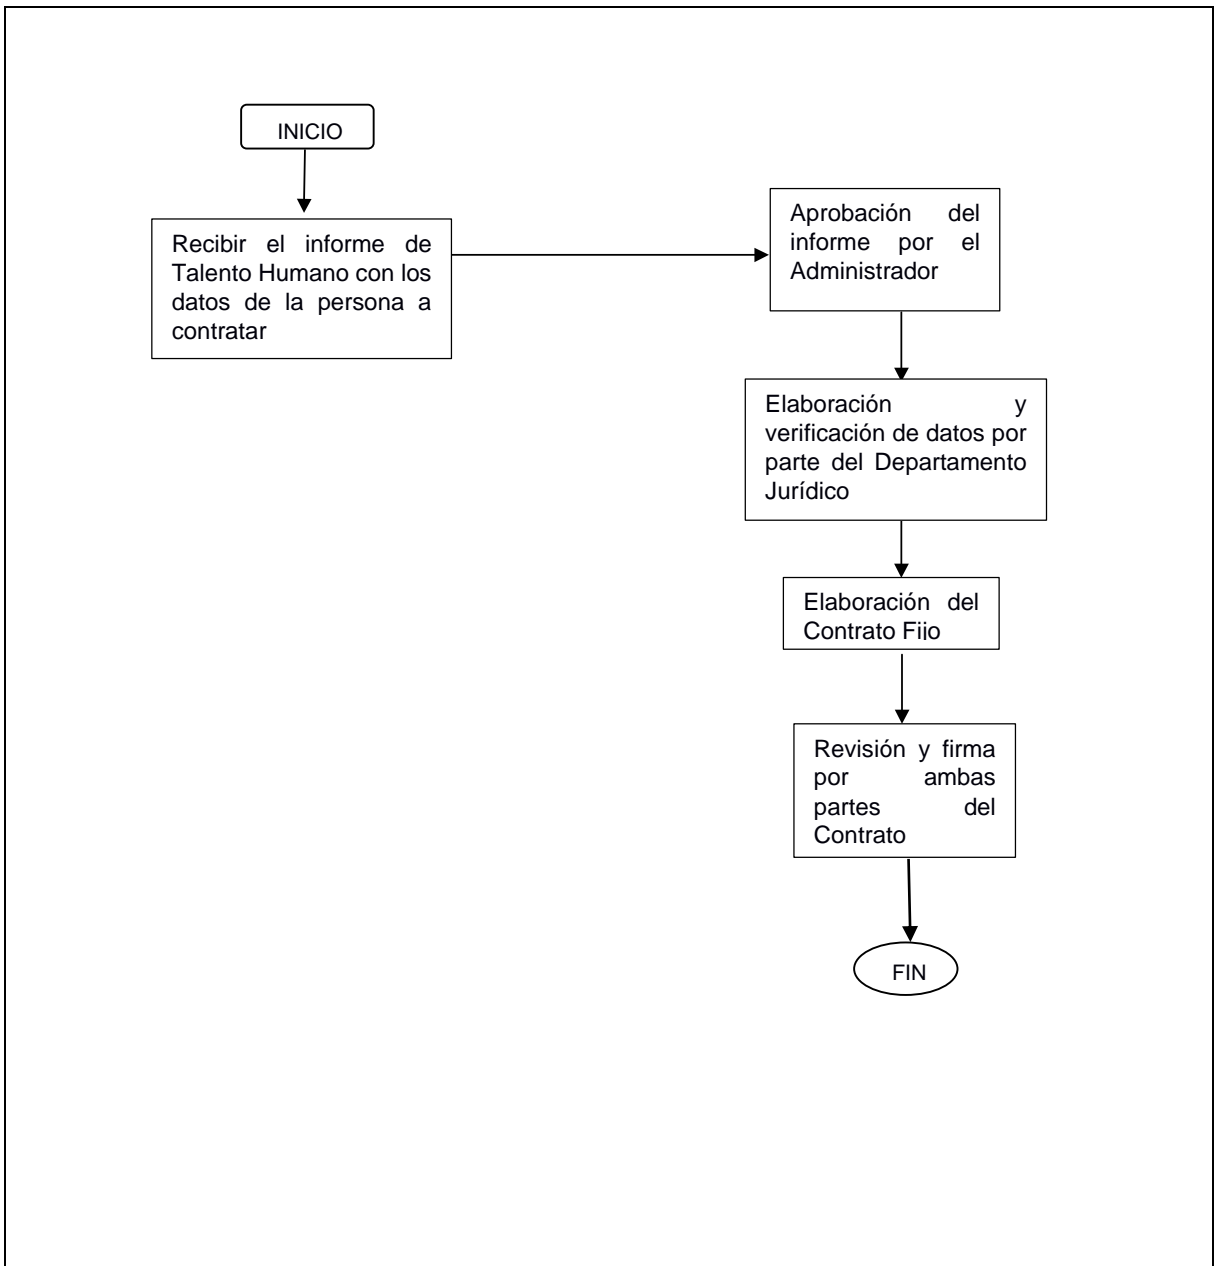 INICIO
Recibir el informe de
Talento Humano con los
datos de la persona a
contratar
Aprobación del
informe por el
Administrador
Elaboración y
verificación de datos por
parte del Departamento
Jurídico
Elaboración del
Contrato Fijo
Revisión y firma
por ambas
partes del
Contrato
FIN